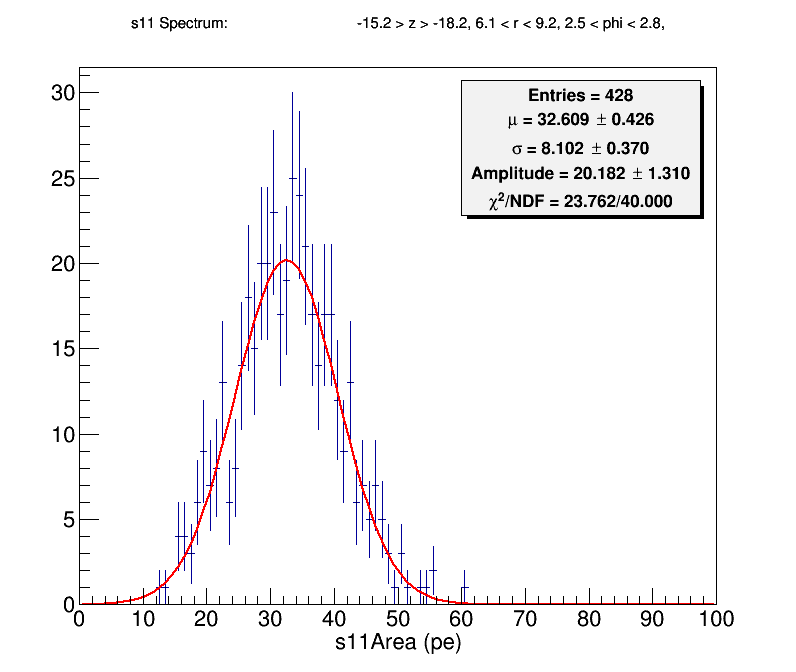 s11 Spectrum: -15.2 > z > -18.2, 6.1 < r < 9.2, 2.5 < phi < 2.8,
Entries = 428
μ = 32.609 ± 0.426
σ = 8.102 ± 0.370
Amplitude = 20.182 ± 1.310
χ²/NDF = 23.762/40.000
30
25
20
15
10
5
0
0 10 20 30 40 50 60 70 80 90 100
s11Area (pe)